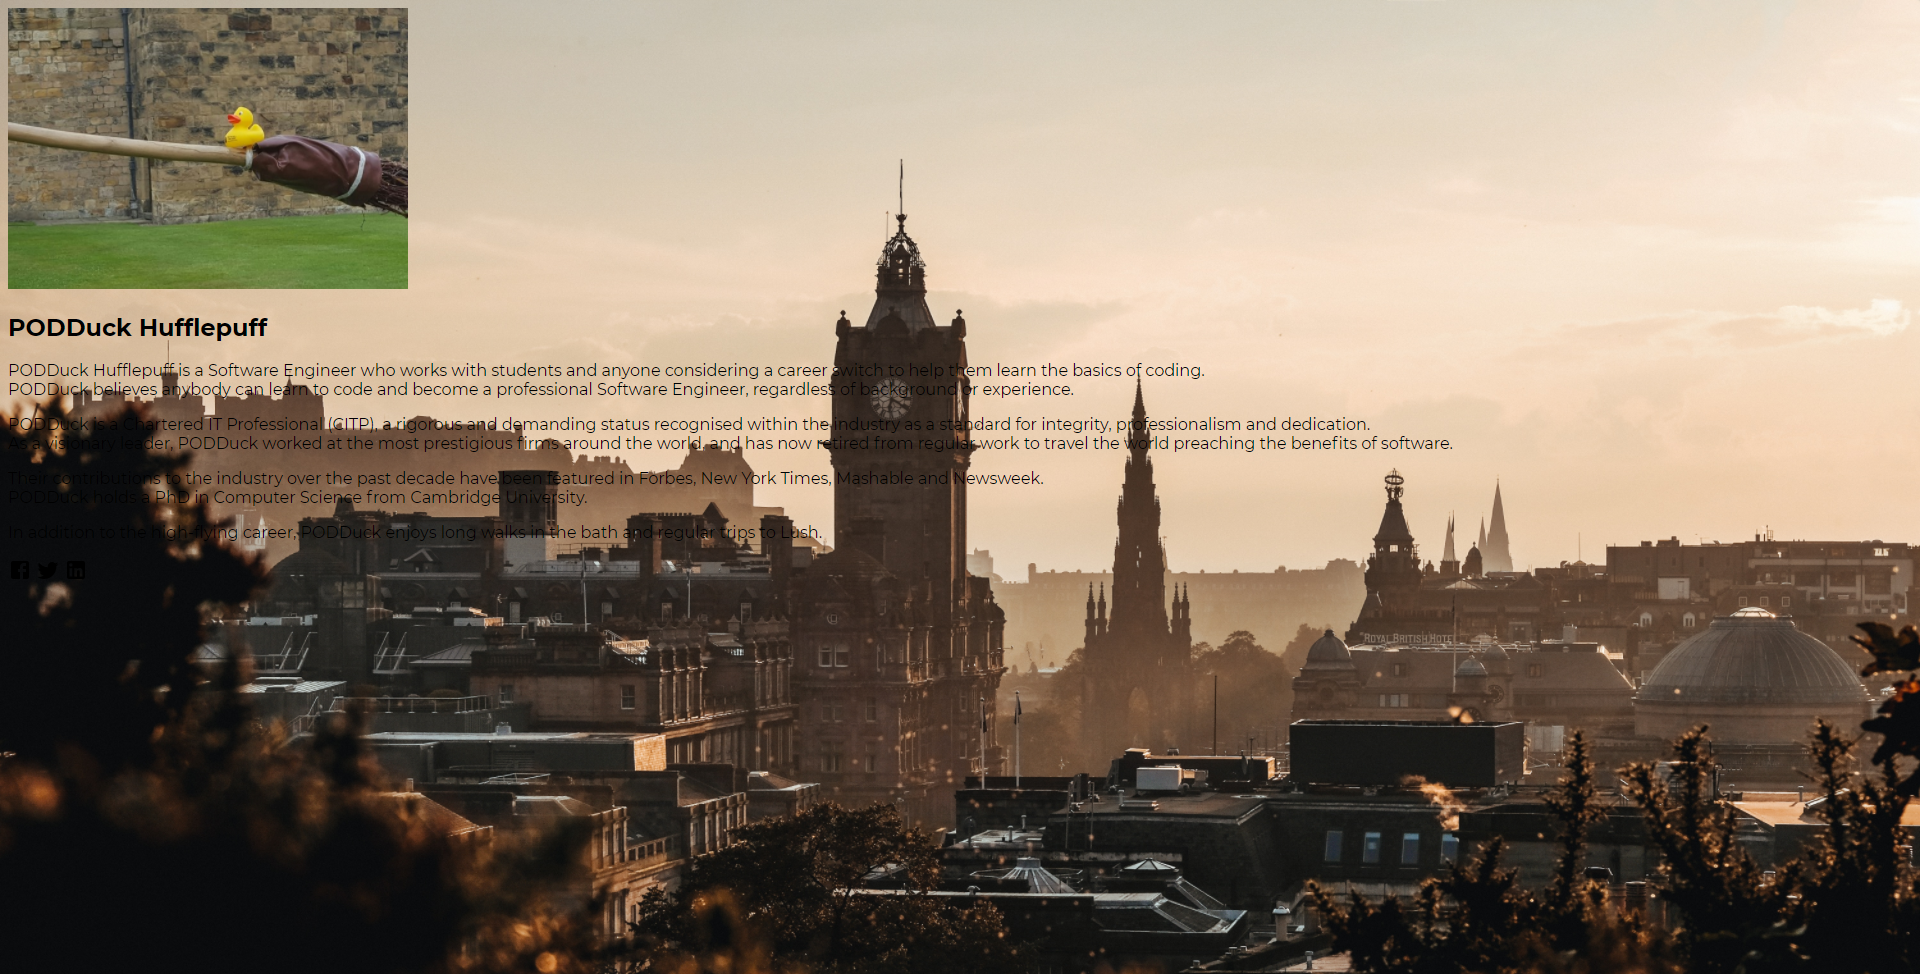 PODDuck Hufflepuff
PODDuck Hufflepuff is a Software Engineer who works with students and anyone considering a career switch to help them learn the basics of coding.
PODDuck believes anybody can learn to code and become a professional Software Engineer, regardless of background or experience.
PODDuck is a Chartered IT Professional (CITP), a rigorous and demanding status recognised within the industry as a standard for integrity, professionalism and dedication.
As a visionary leader, PODDuck worked at the most prestigious firms around the world, and has now retired from regular work to travel the world preaching the benefits of software.
Their contributions to the industry over the past decade have been featured in Forbes, New York Times, Mashable and Newsweek.
PODDuck holds a PhD in Computer Science from Cambridge University.
In addition to the high-flying career, PODDuck enjoys long walks in the bath and regular trips to Lush.
ROYAL BRITISH HOTEL